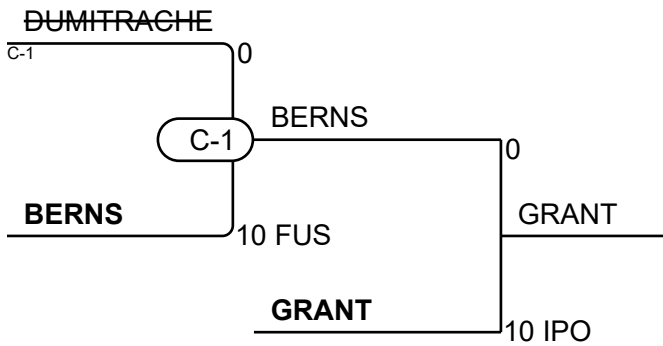 DUMITRACHE
C-1
0
C-1
BERNS
0
BERNS
10 FUS
GRANT
GRANT
10 IPO